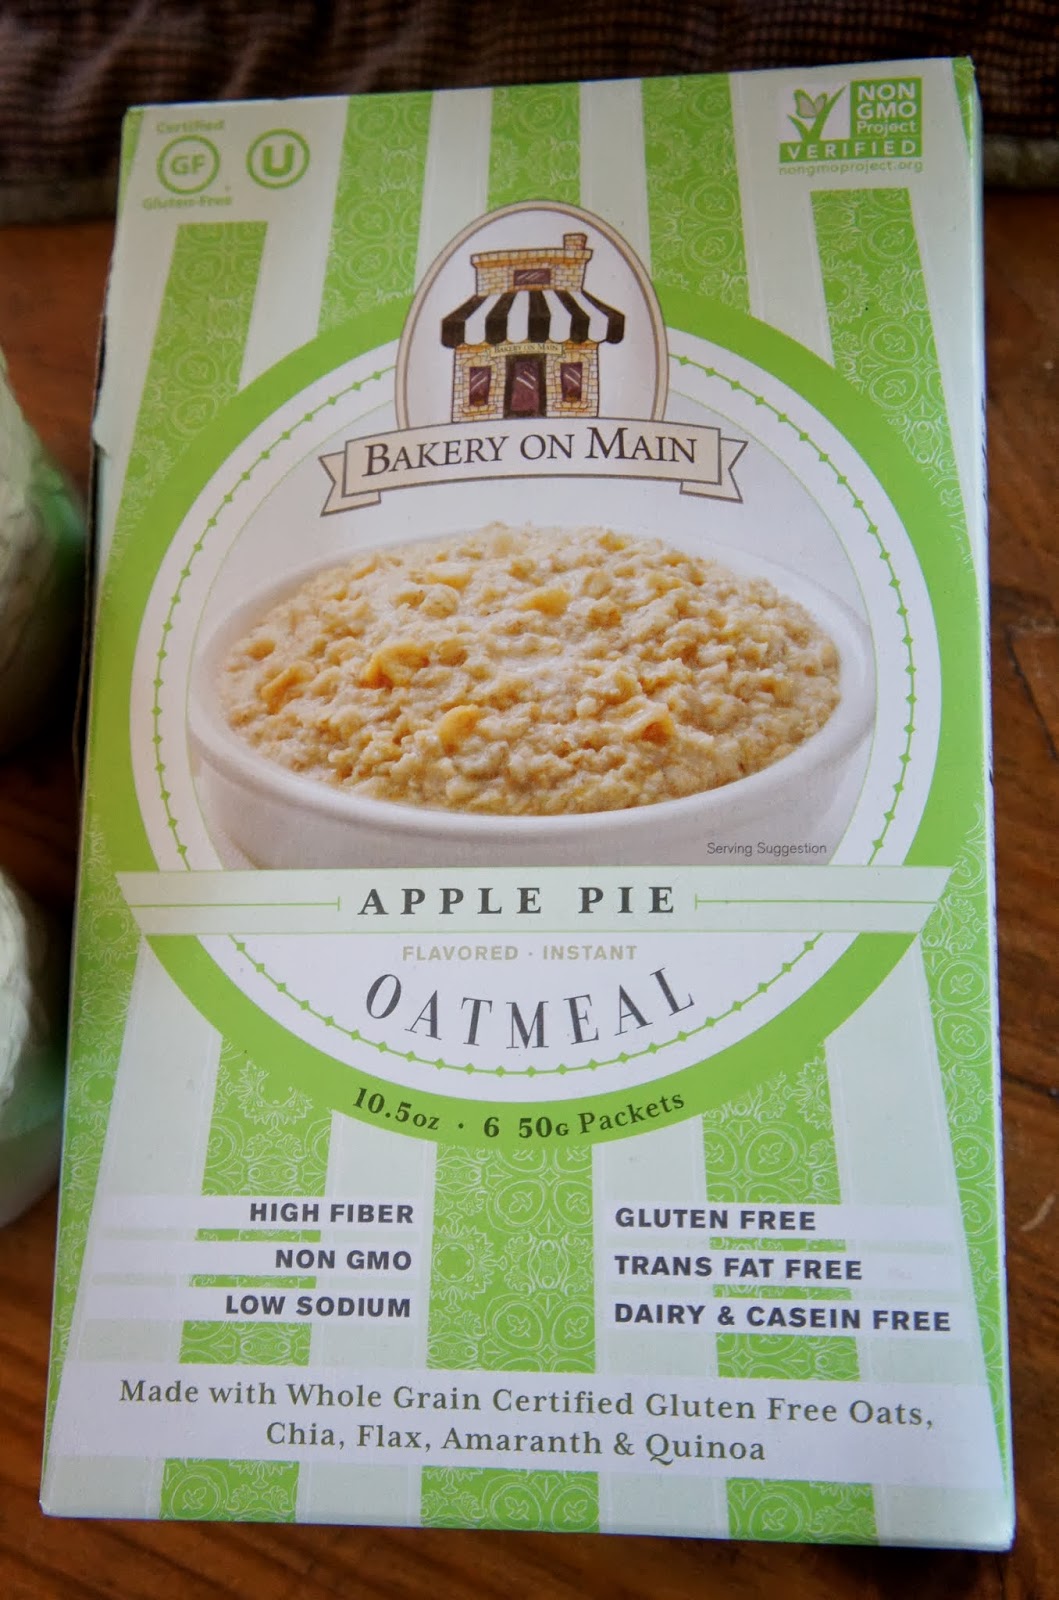 Certified
GF
Gluten-Free
U
NON
GMO
Project
VERIFIED
nongmoproject.org
BAKERY ON MAIN
BAKERY ON MAIN
Serving Suggestion
APPLE PIE
FLAVORED · INSTANT
OATMEAL
10.5oz · 6 50G Packets
HIGH FIBER
NON GMO
LOW SODIUM
GLUTEN FREE
TRANS FAT FREE
DAIRY & CASEIN FREE
Made with Whole Grain Certified Gluten Free Oats,
Chia, Flax, Amaranth & Quinoa